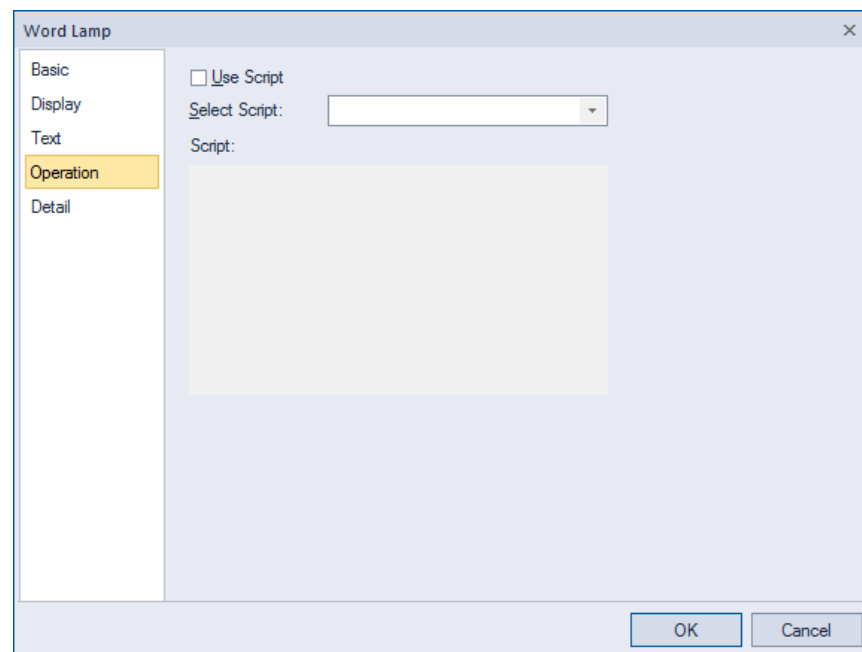 Word Lamp
Basic
Display
Text
Operation
Detail
Use Script
Select Script:
Script:
OK
Cancel